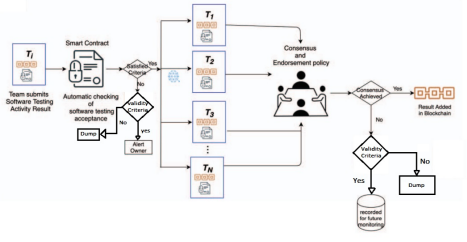 Ti
Team submits
Software Testing
Activity Result
Smart Contract
Automatic checking
of
software testing
acceptance
Satisfied
Criteria
Yes
No
Validity
Criteria
No
Dump
yes
Alert
Owner
T1
T2
T3
TN
Consensus
and
Endorsement policy
Consensus
Achieved
Yes
Result Added
in Blockchain
No
Validity
Criteria
No
Dump
Yes
recorded
for future
monitoring